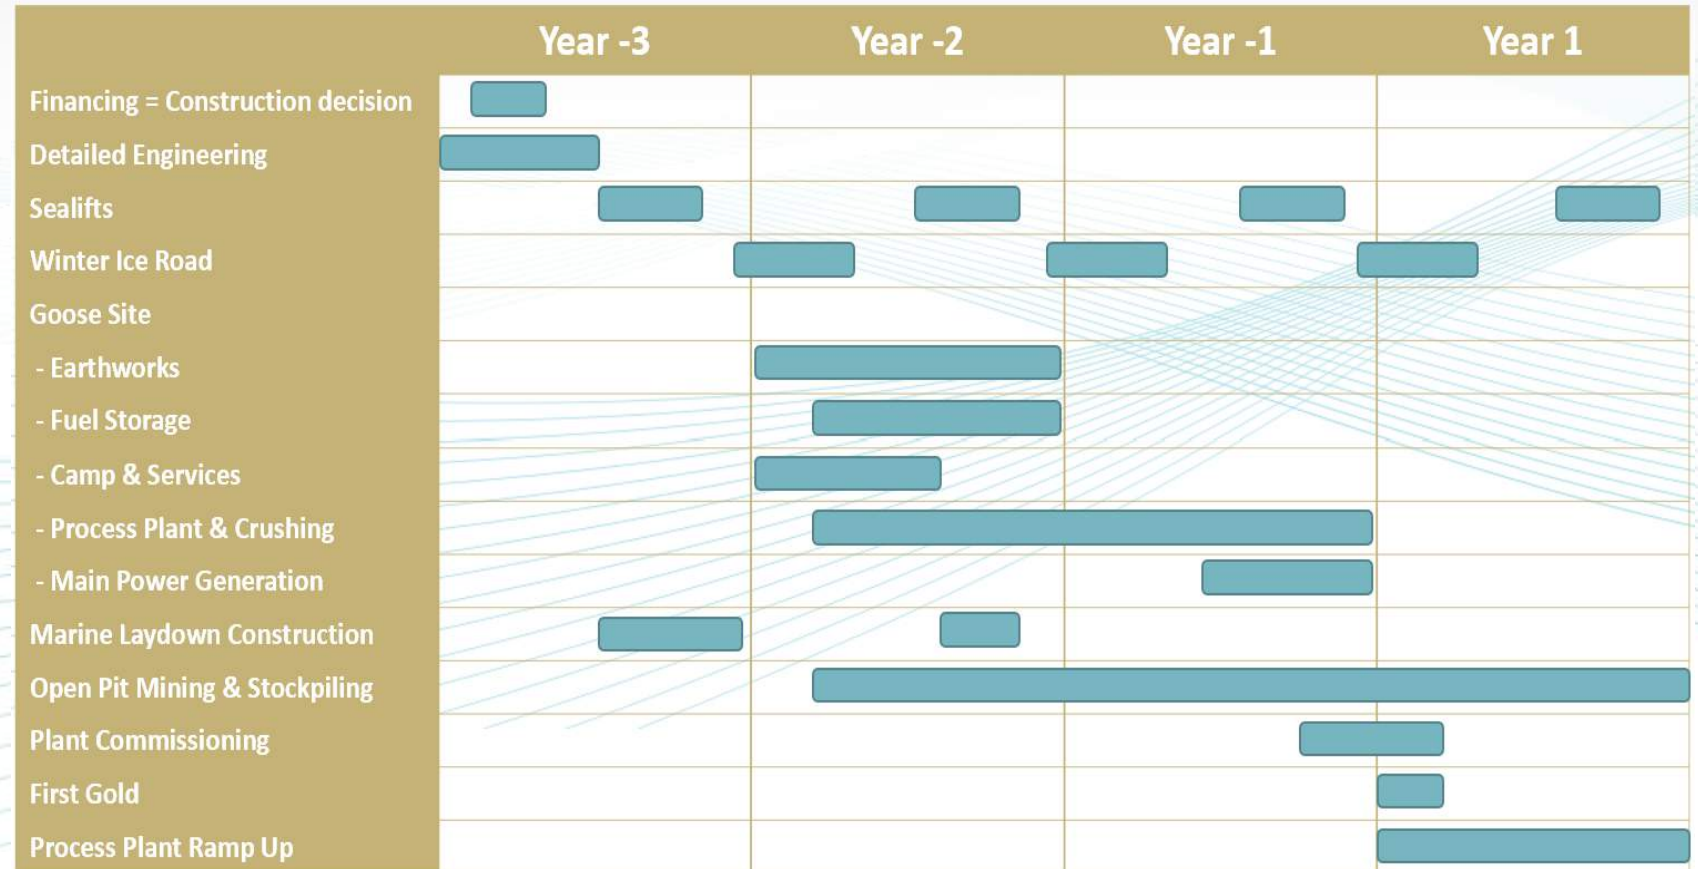 Year -3
Year -2
Year -1
Year 1
Financing = Construction decision
Detailed Engineering
Sealifts
Winter Ice Road
Goose Site
- Earthworks
- Fuel Storage
- Camp & Services
- Process Plant & Crushing
- Main Power Generation
Marine Laydown Construction
Open Pit Mining & Stockpiling
Plant Commissioning
First Gold
Process Plant Ramp Up